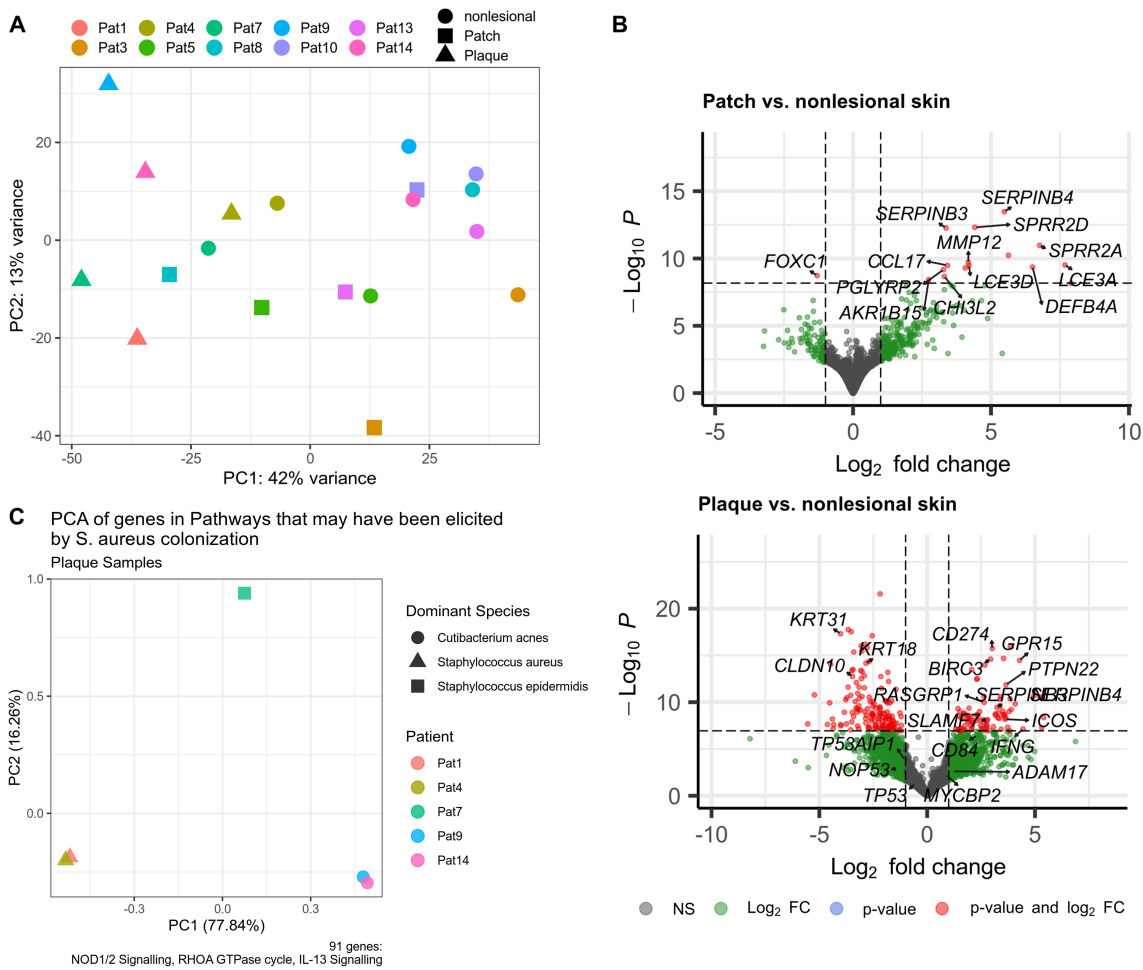 A
Pat1 Pat4 Pat7 Pat9 Pat13
Pat3 Pat5 Pat8 Pat10 Pat14
nonlesional
Patch
Plaque
20
0
-20
-40
PC2: 13% variance
-50 -25 0 25
PC1: 42% variance
B
Patch vs. nonlesional skin
15
10
5
0
− Log10 P
SERPINB4
SERPINB3
SPRR2D
MMP12
SPRR2A
FOXC1
CCL17
LCE3D
LCE3A
PGLYRP2
AKR1B15
CHI3L2
DEFB4A
-5 0 5 10
Log2 fold change
Plaque vs. nonlesional skin
20
10
0
− Log10 P
KRT31
CD274
GPR15
KRT18
CLDN10
BIRC3
PTPN22
RASGRP1
SERPINB3
SERPINB4
SLAMF7
ICOS
TP53AIP1
CD84
IFNG
NOP53
ADAM17
TP53
MYCBP2
-10 -5 0 5
Log2 fold change
NS Log2 FC p-value p-value and log2 FC
C
PCA of genes in Pathways that may have been elicited
by S. aureus colonization
Plaque Samples
1.0
0.5
0.0
PC2 (16.26%)
-0.3 0.0 0.3
PC1 (77.84%)
91 genes:
NOD1/2 Signalling, RHOA GTPase cycle, IL-13 Signalling
Dominant Species
Cutibacterium acnes
Staphylococcus aureus
Staphylococcus epidermidis
Patient
Pat1
Pat4
Pat7
Pat9
Pat14